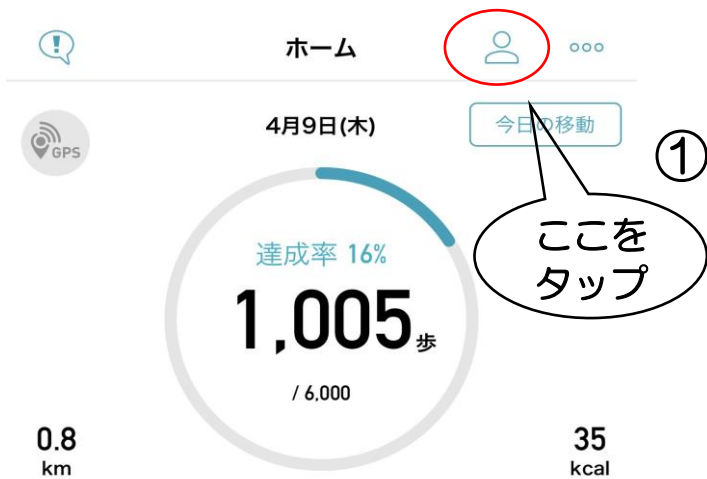 ホーム
GPS
4月9日(木)
今日の移動
①
ここを
タップ
達成率 16%
1,005歩
/ 6,000
0.8
km
35
kcal